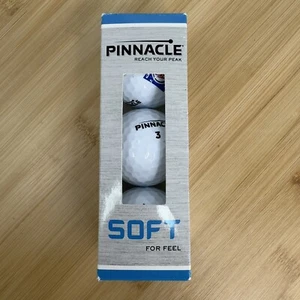 PINNACLE
REACH YOUR PEAK
PINNACLE
3
SOFT
FOR FEEL